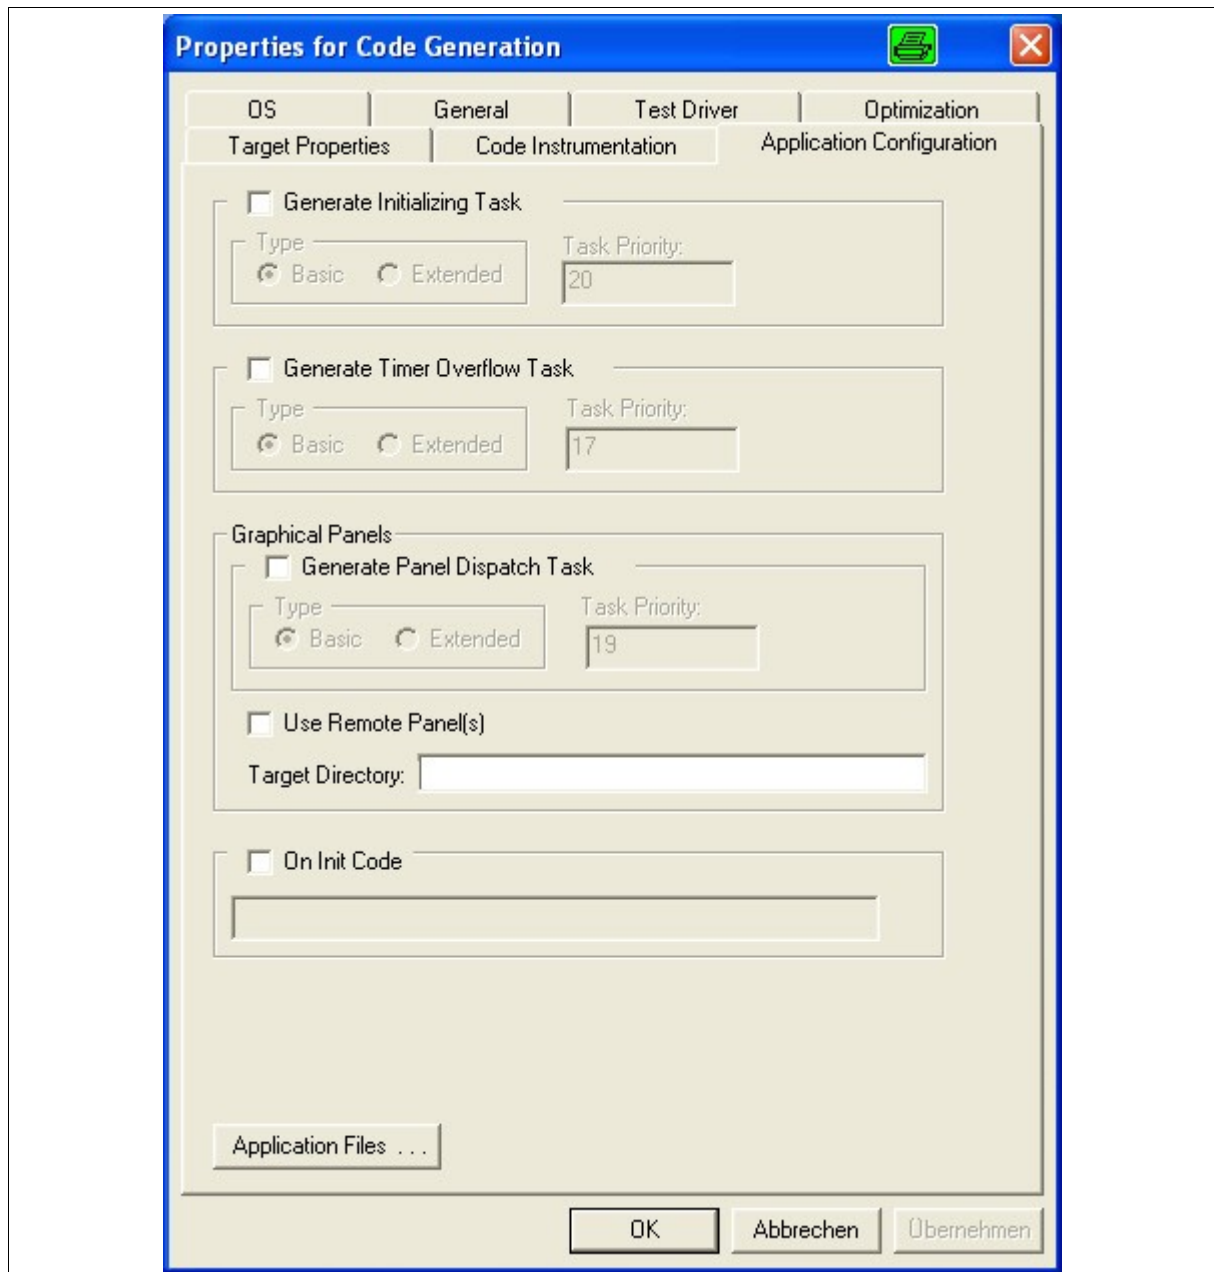 Properties for Code Generation
OS General Test Driver Optimization
Target Properties Code Instrumentation Application Configuration
Generate Initializing Task
Type Task Priority:
Basic Extended 20
Generate Timer Overflow Task
Type Task Priority:
Basic Extended 17
Graphical Panels
Generate Panel Dispatch Task
Type Task Priority:
Basic Extended 19
Use Remote Panel(s)
Target Directory:
On Init Code
Application Files . . .
OK Abbrechen Übernehmen